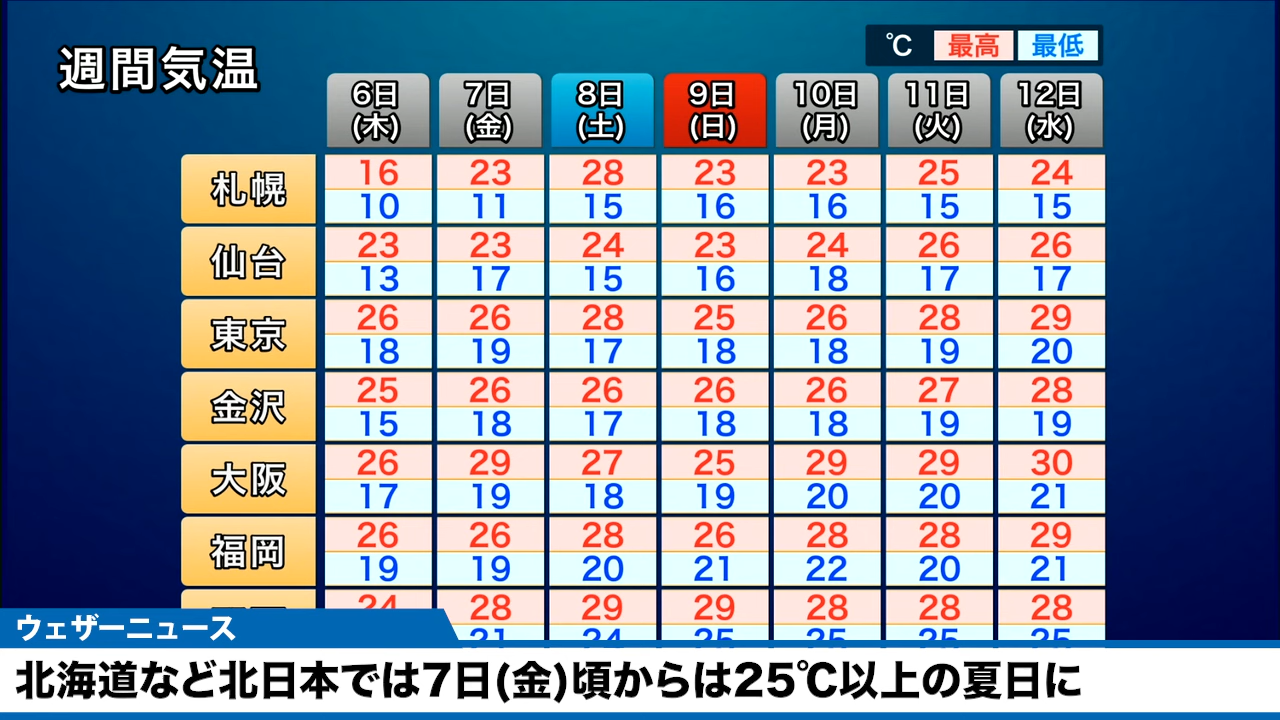 週間気温
℃ 最高 最低
6日 7日 8日 9日 10日 11日 12日
(木) (金) (土) (日) (月) (火) (水)
札幌
16 23 28 23 23 25 24
10 11 15 16 16 15 15
仙台
23 23 24 23 24 26 26
13 17 15 16 18 17 17
東京
26 26 28 25 26 28 29
18 19 17 18 18 19 20
金沢
25 26 26 26 26 27 28
15 18 17 18 18 19 19
大阪
26 29 27 25 29 29 30
17 19 18 19 20 20 21
福岡
26 26 28 26 28 28 29
19 19 20 21 22 20 21
24 28 29 29 28 28 28
21 24 25 25 25 25
ウェザーニュース
北海道など北日本では7日(金)頃からは25℃以上の夏日に